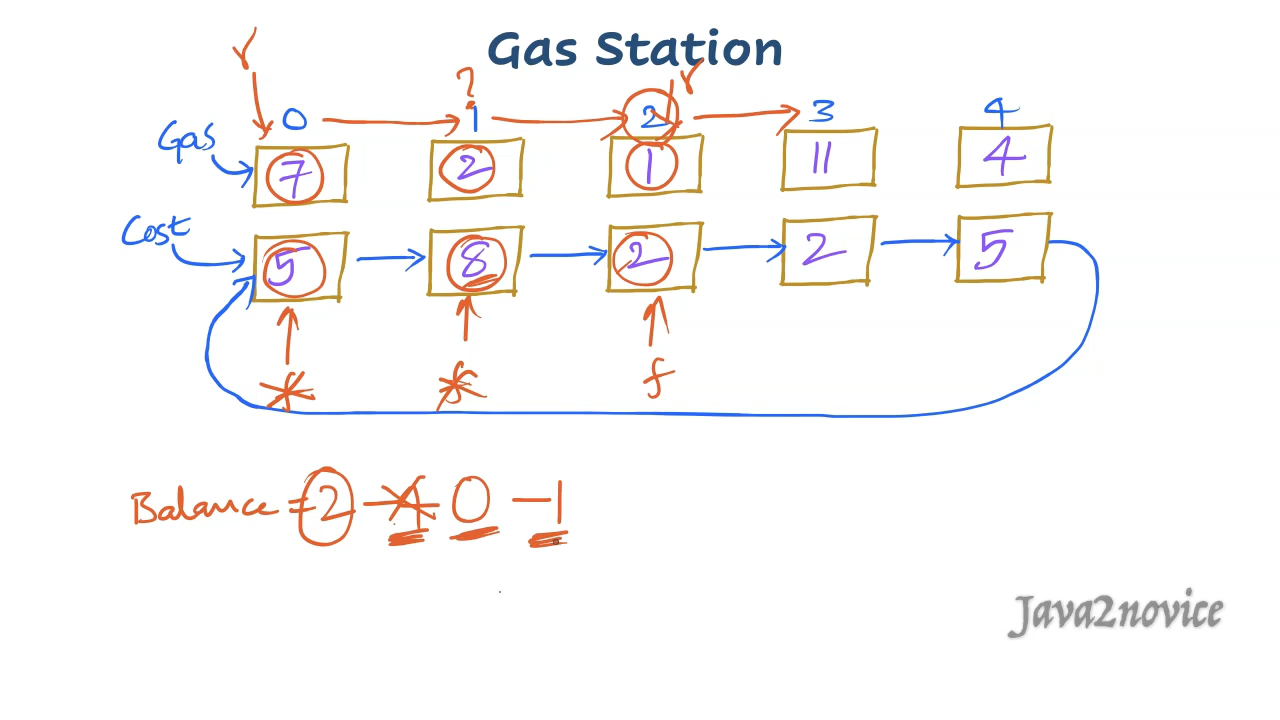 Gas Station
r ? r
0 1 2 3 4
Gas 7 2 1 11 4
Cost 5 8 2 2 5
f f f
Balance = 2 -4 0 -1
Java2novice